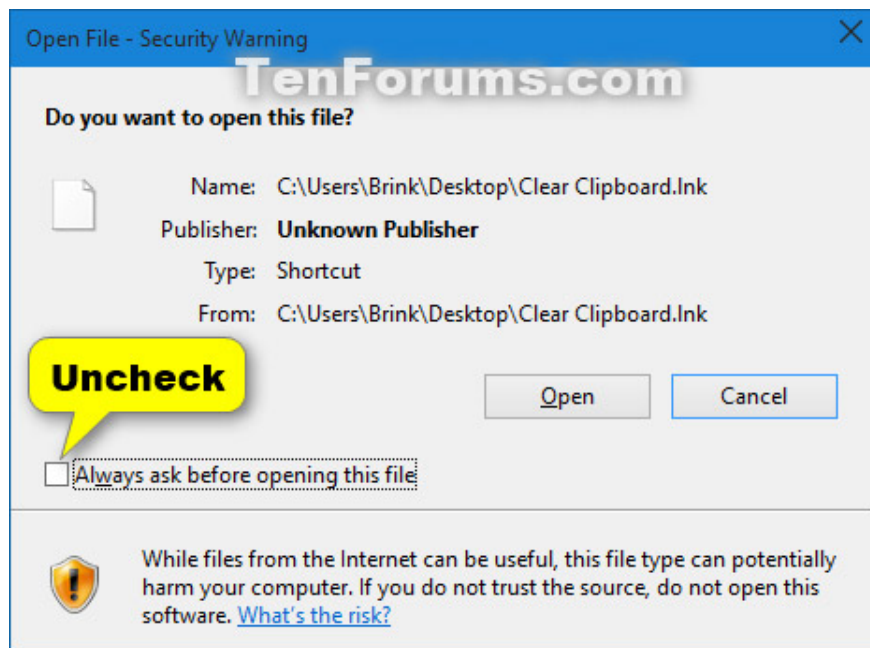 Open File - Security Warning
TenForums.com
Do you want to open this file?
Name: C:\Users\Brink\Desktop\Clear Clipboard.lnk
Publisher: Unknown Publisher
Type: Shortcut
From: C:\Users\Brink\Desktop\Clear Clipboard.lnk
Uncheck
Open Cancel
Always ask before opening this file
While files from the Internet can be useful, this file type can potentially
harm your computer. If you do not trust the source, do not open this
software. What's the risk?